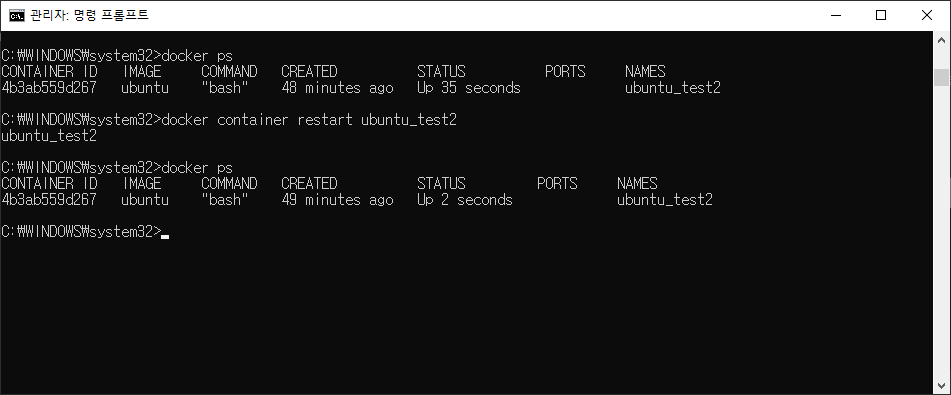 관리자: 명령 프롬프트
C:\WINDOWS\system32>docker ps
CONTAINER ID   IMAGE     COMMAND   CREATED          STATUS          PORTS     NAMES
4b3ab559d267   ubuntu    "bash"    48 minutes ago   Up 35 seconds             ubuntu_test2
C:\WINDOWS\system32>docker container restart ubuntu_test2
ubuntu_test2
C:\WINDOWS\system32>docker ps
CONTAINER ID   IMAGE     COMMAND   CREATED          STATUS         PORTS     NAMES
4b3ab559d267   ubuntu    "bash"    49 minutes ago   Up 2 seconds             ubuntu_test2
C:\WINDOWS\system32>